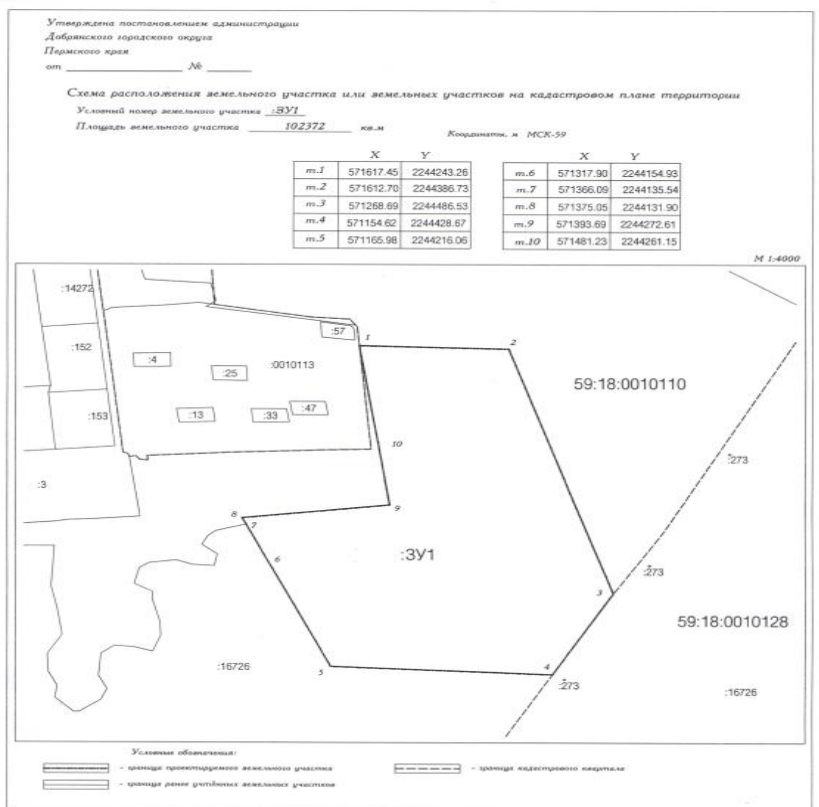 Утверждена постановлением администрации
Добрянского городского округа
Пермского края
от № 
Схема расположения земельного участка или земельных участков на кадастровом плане территории
Условный номер земельного участка :ЗУ1
Площадь земельного участка 102372 кв.м
Координаты, м МСК-59
X Y X Y
т.1 571617.45 2244243.26 т.6 571317.90 2244154.93
т.2 571612.70 2244386.73 т.7 571366.09 2244135.54
т.3 571268.69 2244486.53 т.8 571375.05 2244131.90
т.4 571154.62 2244428.67 т.9 571393.69 2244272.61
т.5 571165.98 2244216.06 т.10 571481.23 2244261.15
М 1:4000
:14272
:57
1
2
:152
:4
:25
:0010113
59:18:0010110
:153
:13
:33
:47
10
:273
:3
8
7
9
6
:ЗУ1
:273
3
59:18:0010128
:16726
5
4
:273
:16726
Условные обозначения:
- граница проектируемого земельного участка
- граница кадастрового квартала
- граница ранее учтённых земельных участков